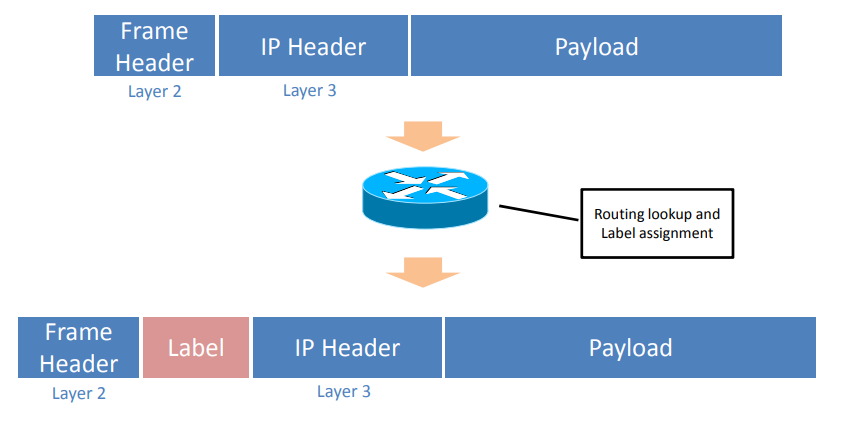 Frame
Header
IP Header
Payload
Layer 2
Layer 3
Routing lookup and
Label assignment
Frame
Header
Label
IP Header
Payload
Layer 2
Layer 3